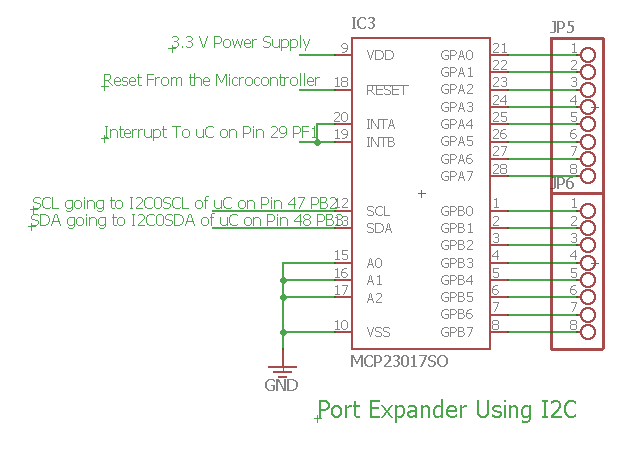 IC3
JP5
3.3 V Power Supply
9 VDD GPA0 21 1
GPA1 22 2
Reset From the Microcontroller 18 RESET GPA2 23 3
GPA3 24 4
20 INTA GPA4 25 5
Interrupt To uC on Pin 29 PF1 19 INTB GPA5 26 6
GPA6 27 7
GPA7 28 8
JP6
SCL going to I2C0SCL of uC on Pin 47 PB2 12 SCL GPB0 1 1
SDA going to I2C0SDA of uC on Pin 48 PB3 13 SDA GPB1 2 2
GPB2 3 3
15 A0 GPB3 4 4
16 A1 GPB4 5 5
17 A2 GPB5 6 6
GPB6 7 7
10 VSS GPB7 8 8
MCP23017SO
GND
Port Expander Using I2C